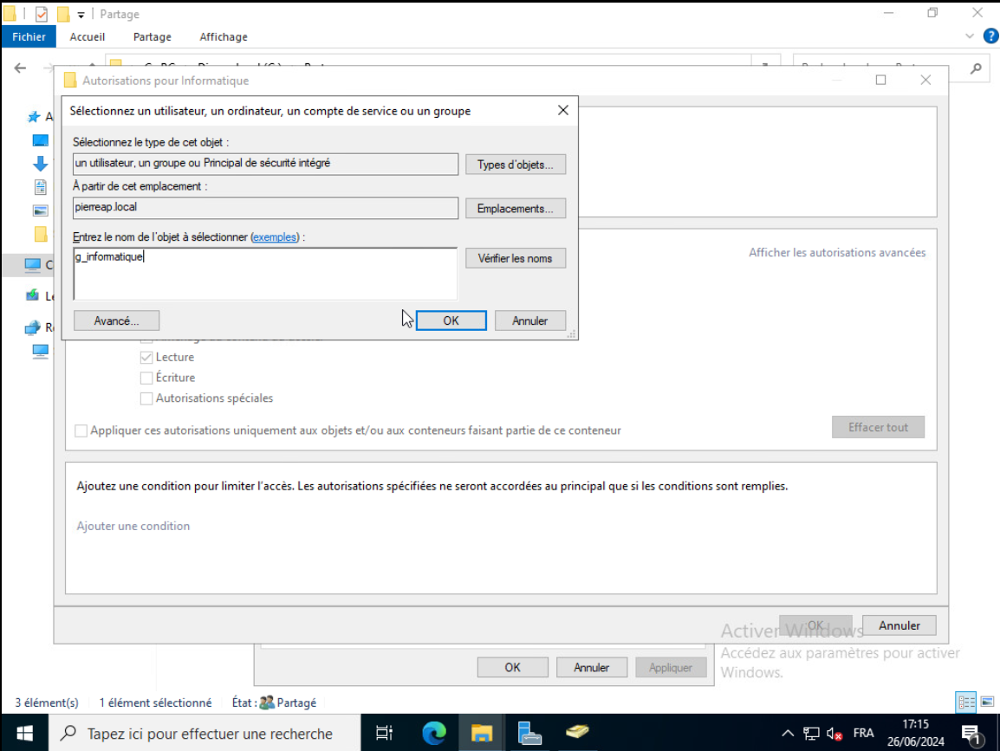 Partage
Fichier Accueil Partage Affichage
Autorisations pour Informatique
Sélectionnez un utilisateur, un ordinateur, un compte de service ou un groupe
Sélectionnez le type de cet objet :
un utilisateur, un groupe ou Principal de sécurité intégré
Types d'objets...
À partir de cet emplacement :
pierreap.local
Emplacements...
Entrez le nom de l'objet à sélectionner (exemples) :
g_informatique
Vérifier les noms
Afficher les autorisations avancées
Avancé...
OK
Annuler
Lecture
Écriture
Autorisations spéciales
Appliquer ces autorisations uniquement aux objets et/ou aux conteneurs faisant partie de ce conteneur
Effacer tout
Ajoutez une condition pour limiter l'accès. Les autorisations spécifiées ne seront accordées au principal que si les conditions sont remplies.
Ajouter une condition
OK
Annuler
Activer Windows
Accédez aux paramètres pour activer
Windows.
OK
Annuler
Appliquer
3 élément(s) 1 élément sélectionné État : Partagé
Tapez ici pour effectuer une recherche
FRA
17:15
26/06/2024
1